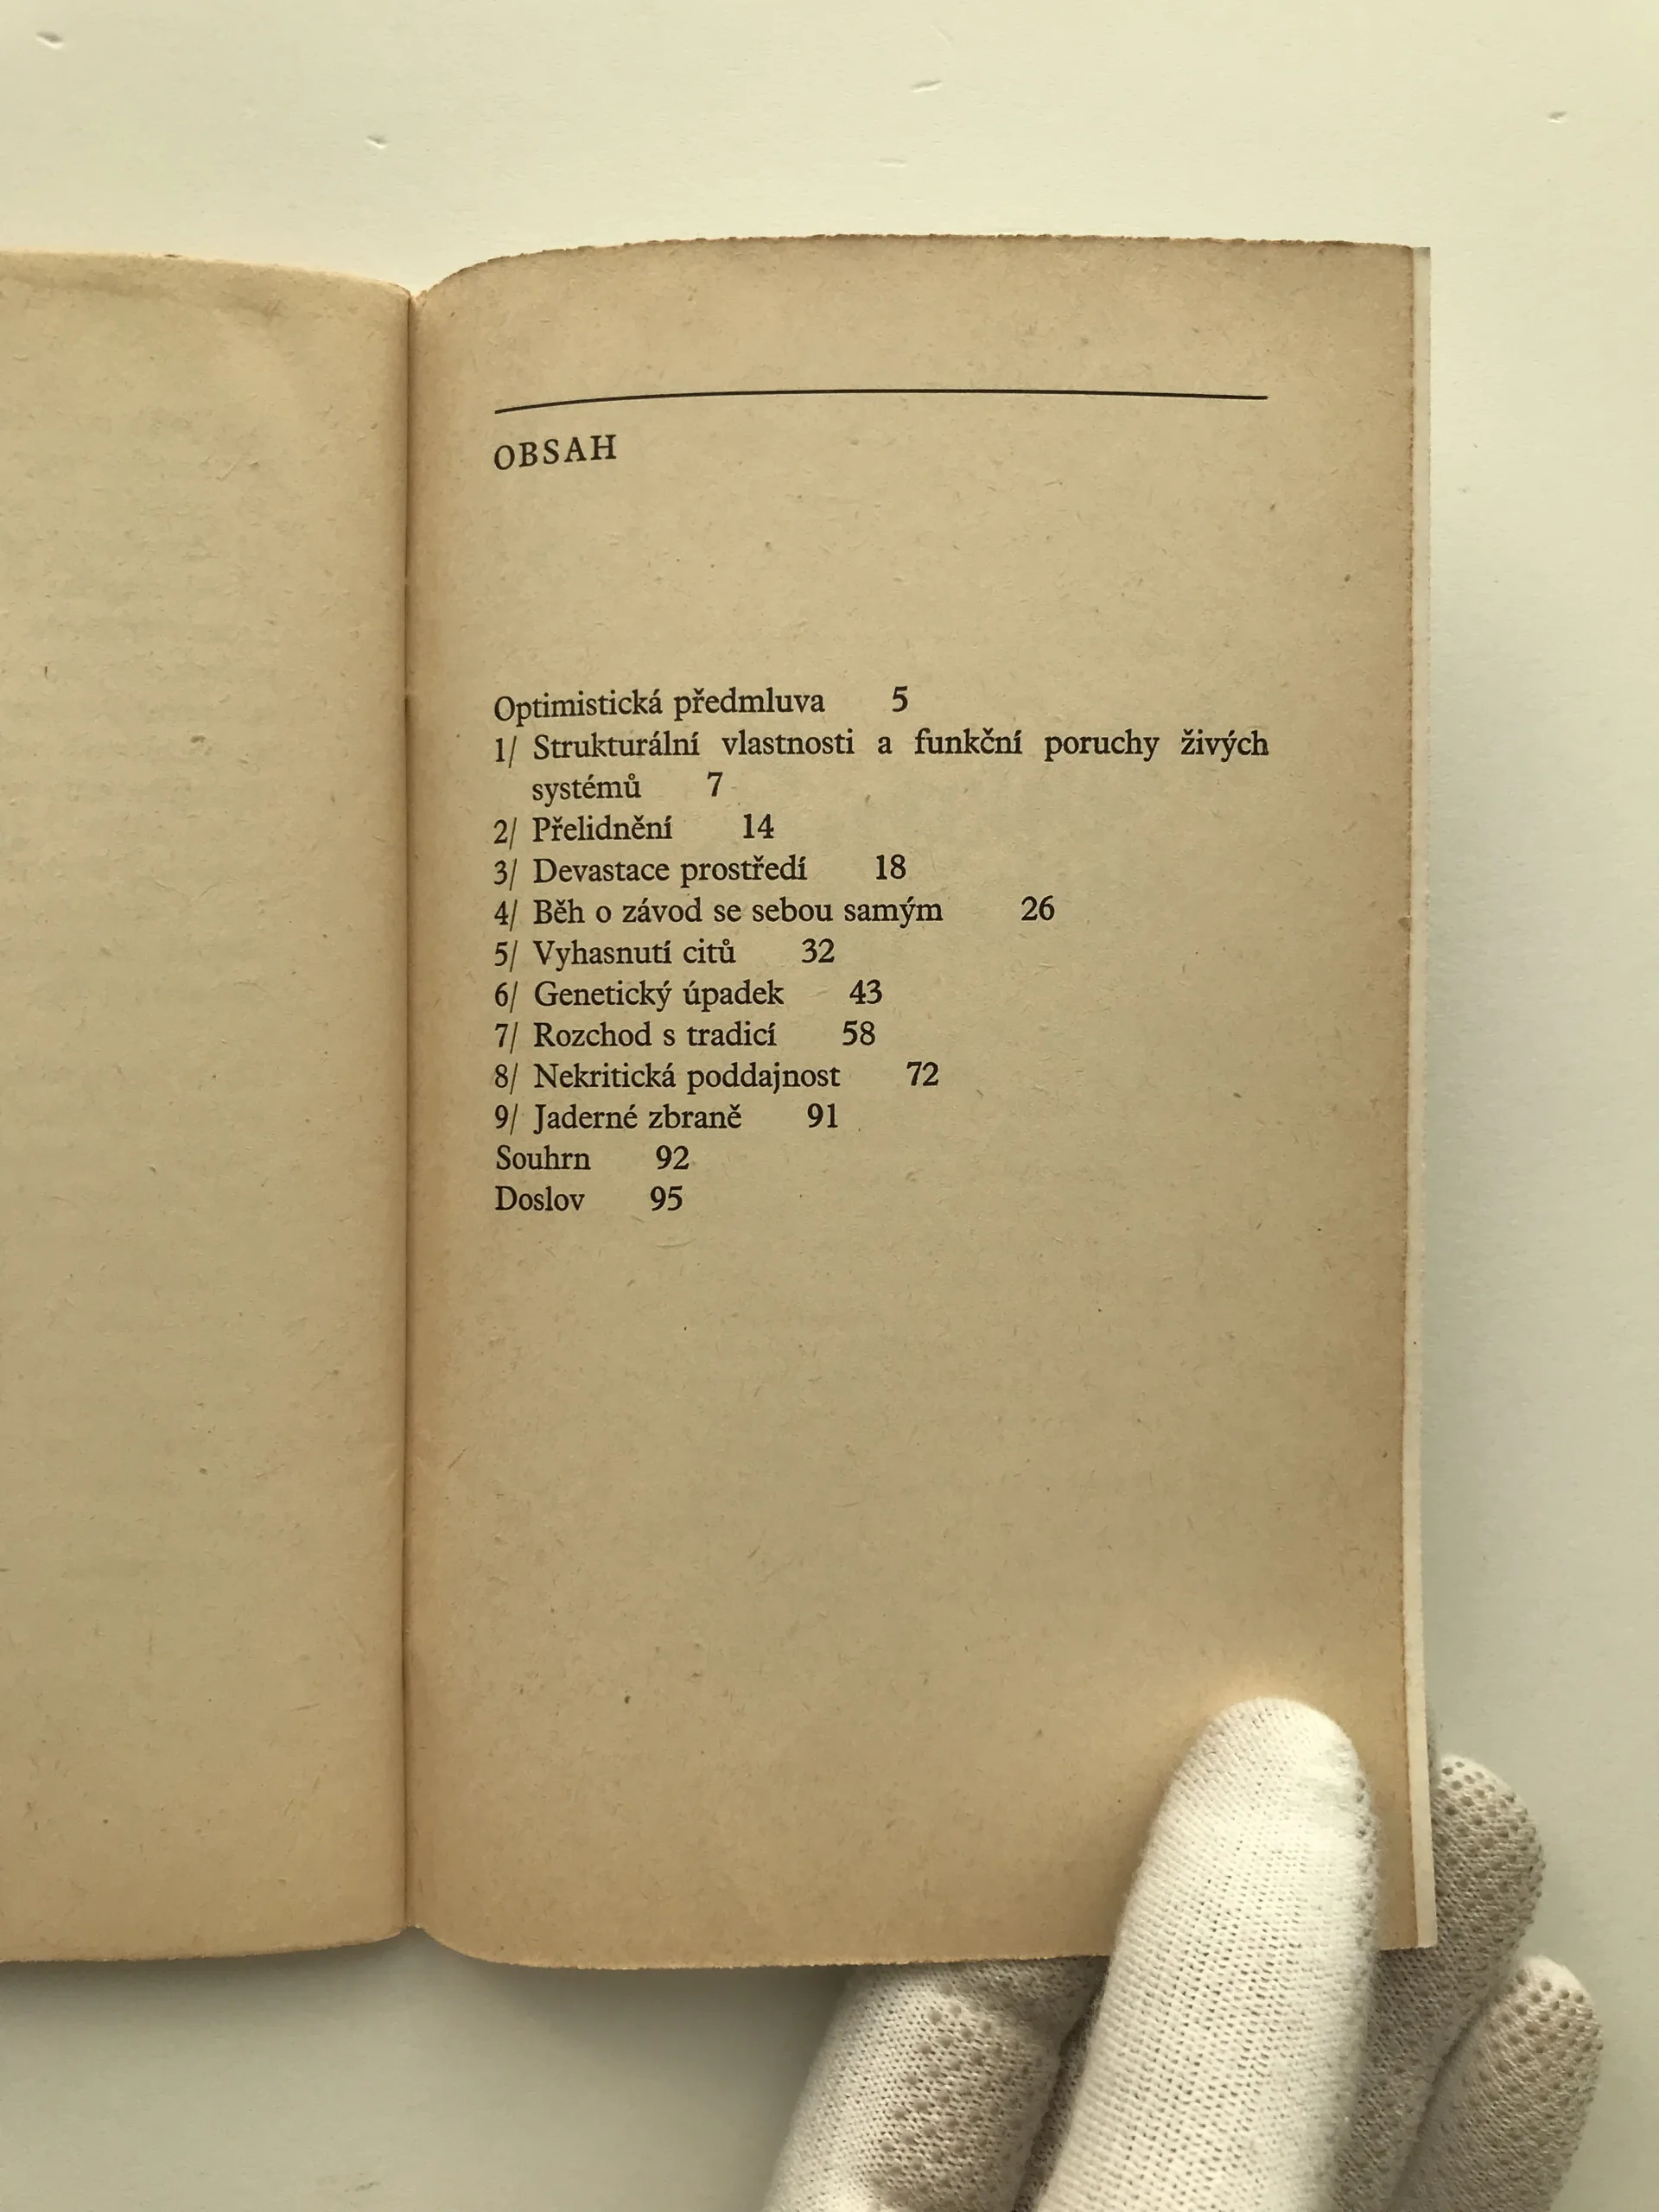 OBSAH
Optimistická předmluva 5
1/ Strukturální vlastnosti a funkční poruchy živých
systémů 7
2/ Přelidnění 14
3/ Devastace prostředí 18
4/ Běh o závod se sebou samým 26
5/ Vyhasnutí citů 32
6/ Genetický úpadek 43
7/ Rozchod s tradicí 58
8/ Nekritická poddajnost 72
9/ Jaderné zbraně 91
Souhrn 92
Doslov 95